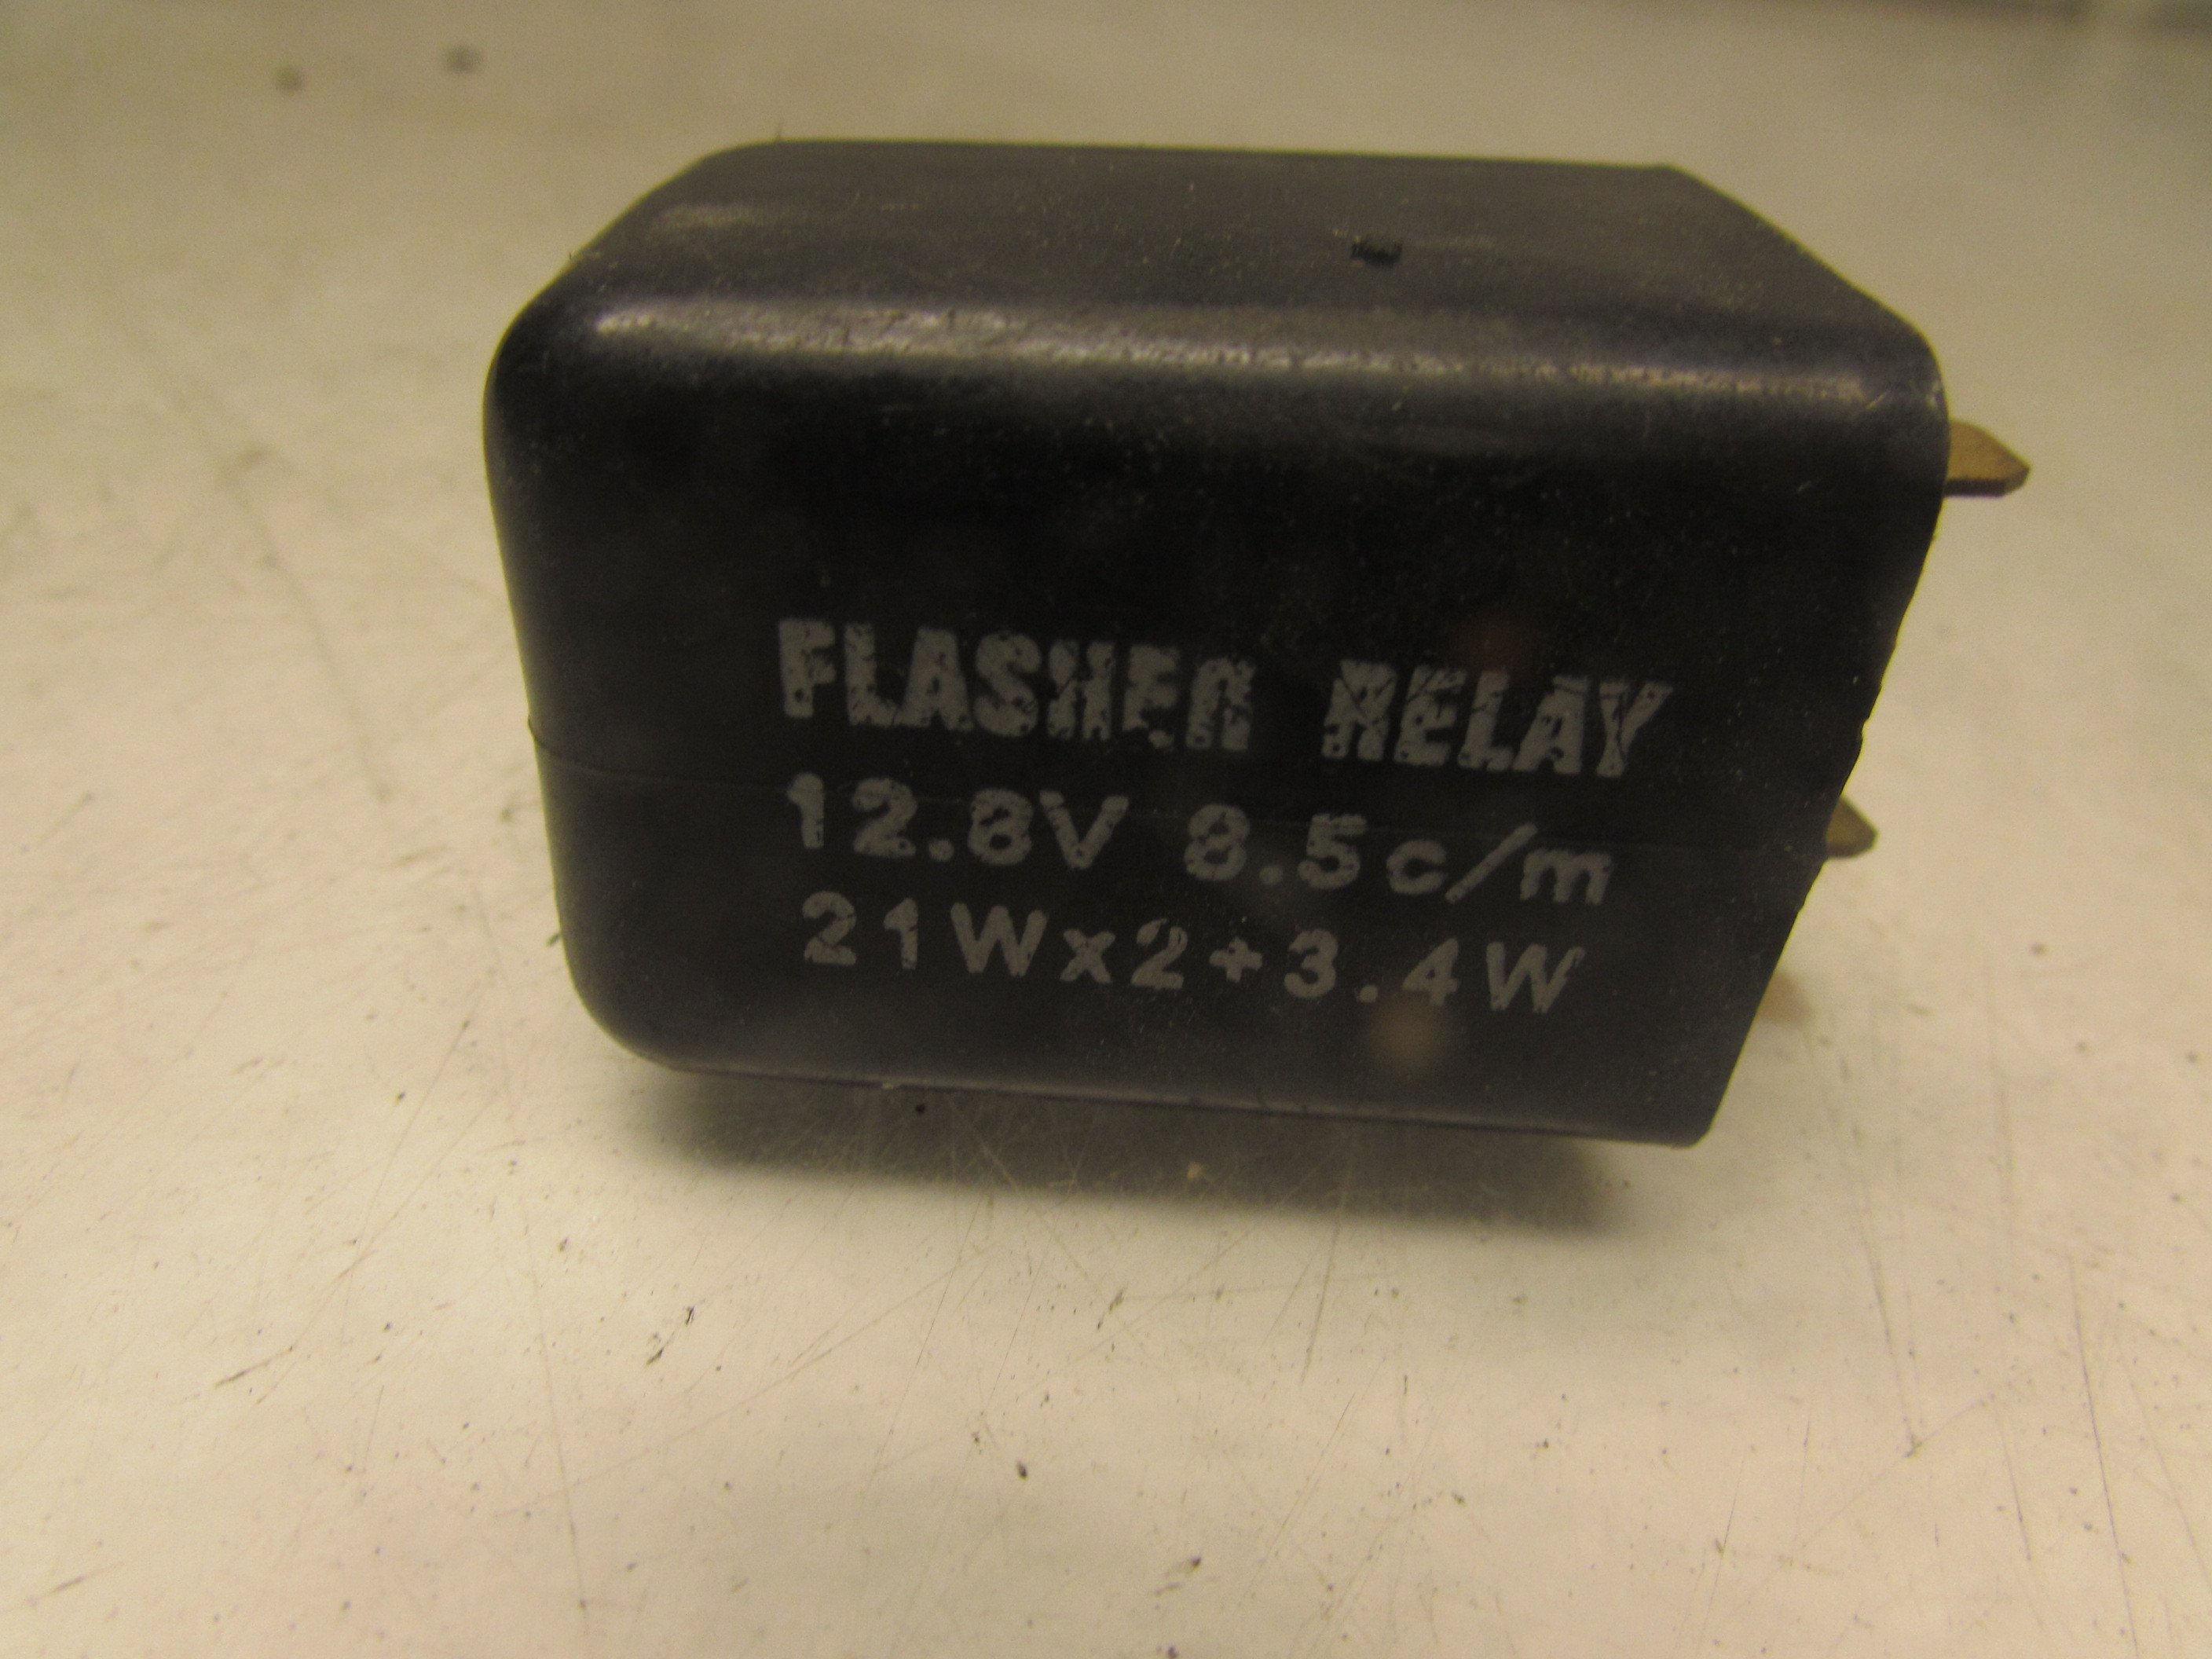 FLASHER RELAY
12.8V 8.5c/m
21Wx2+3.4W